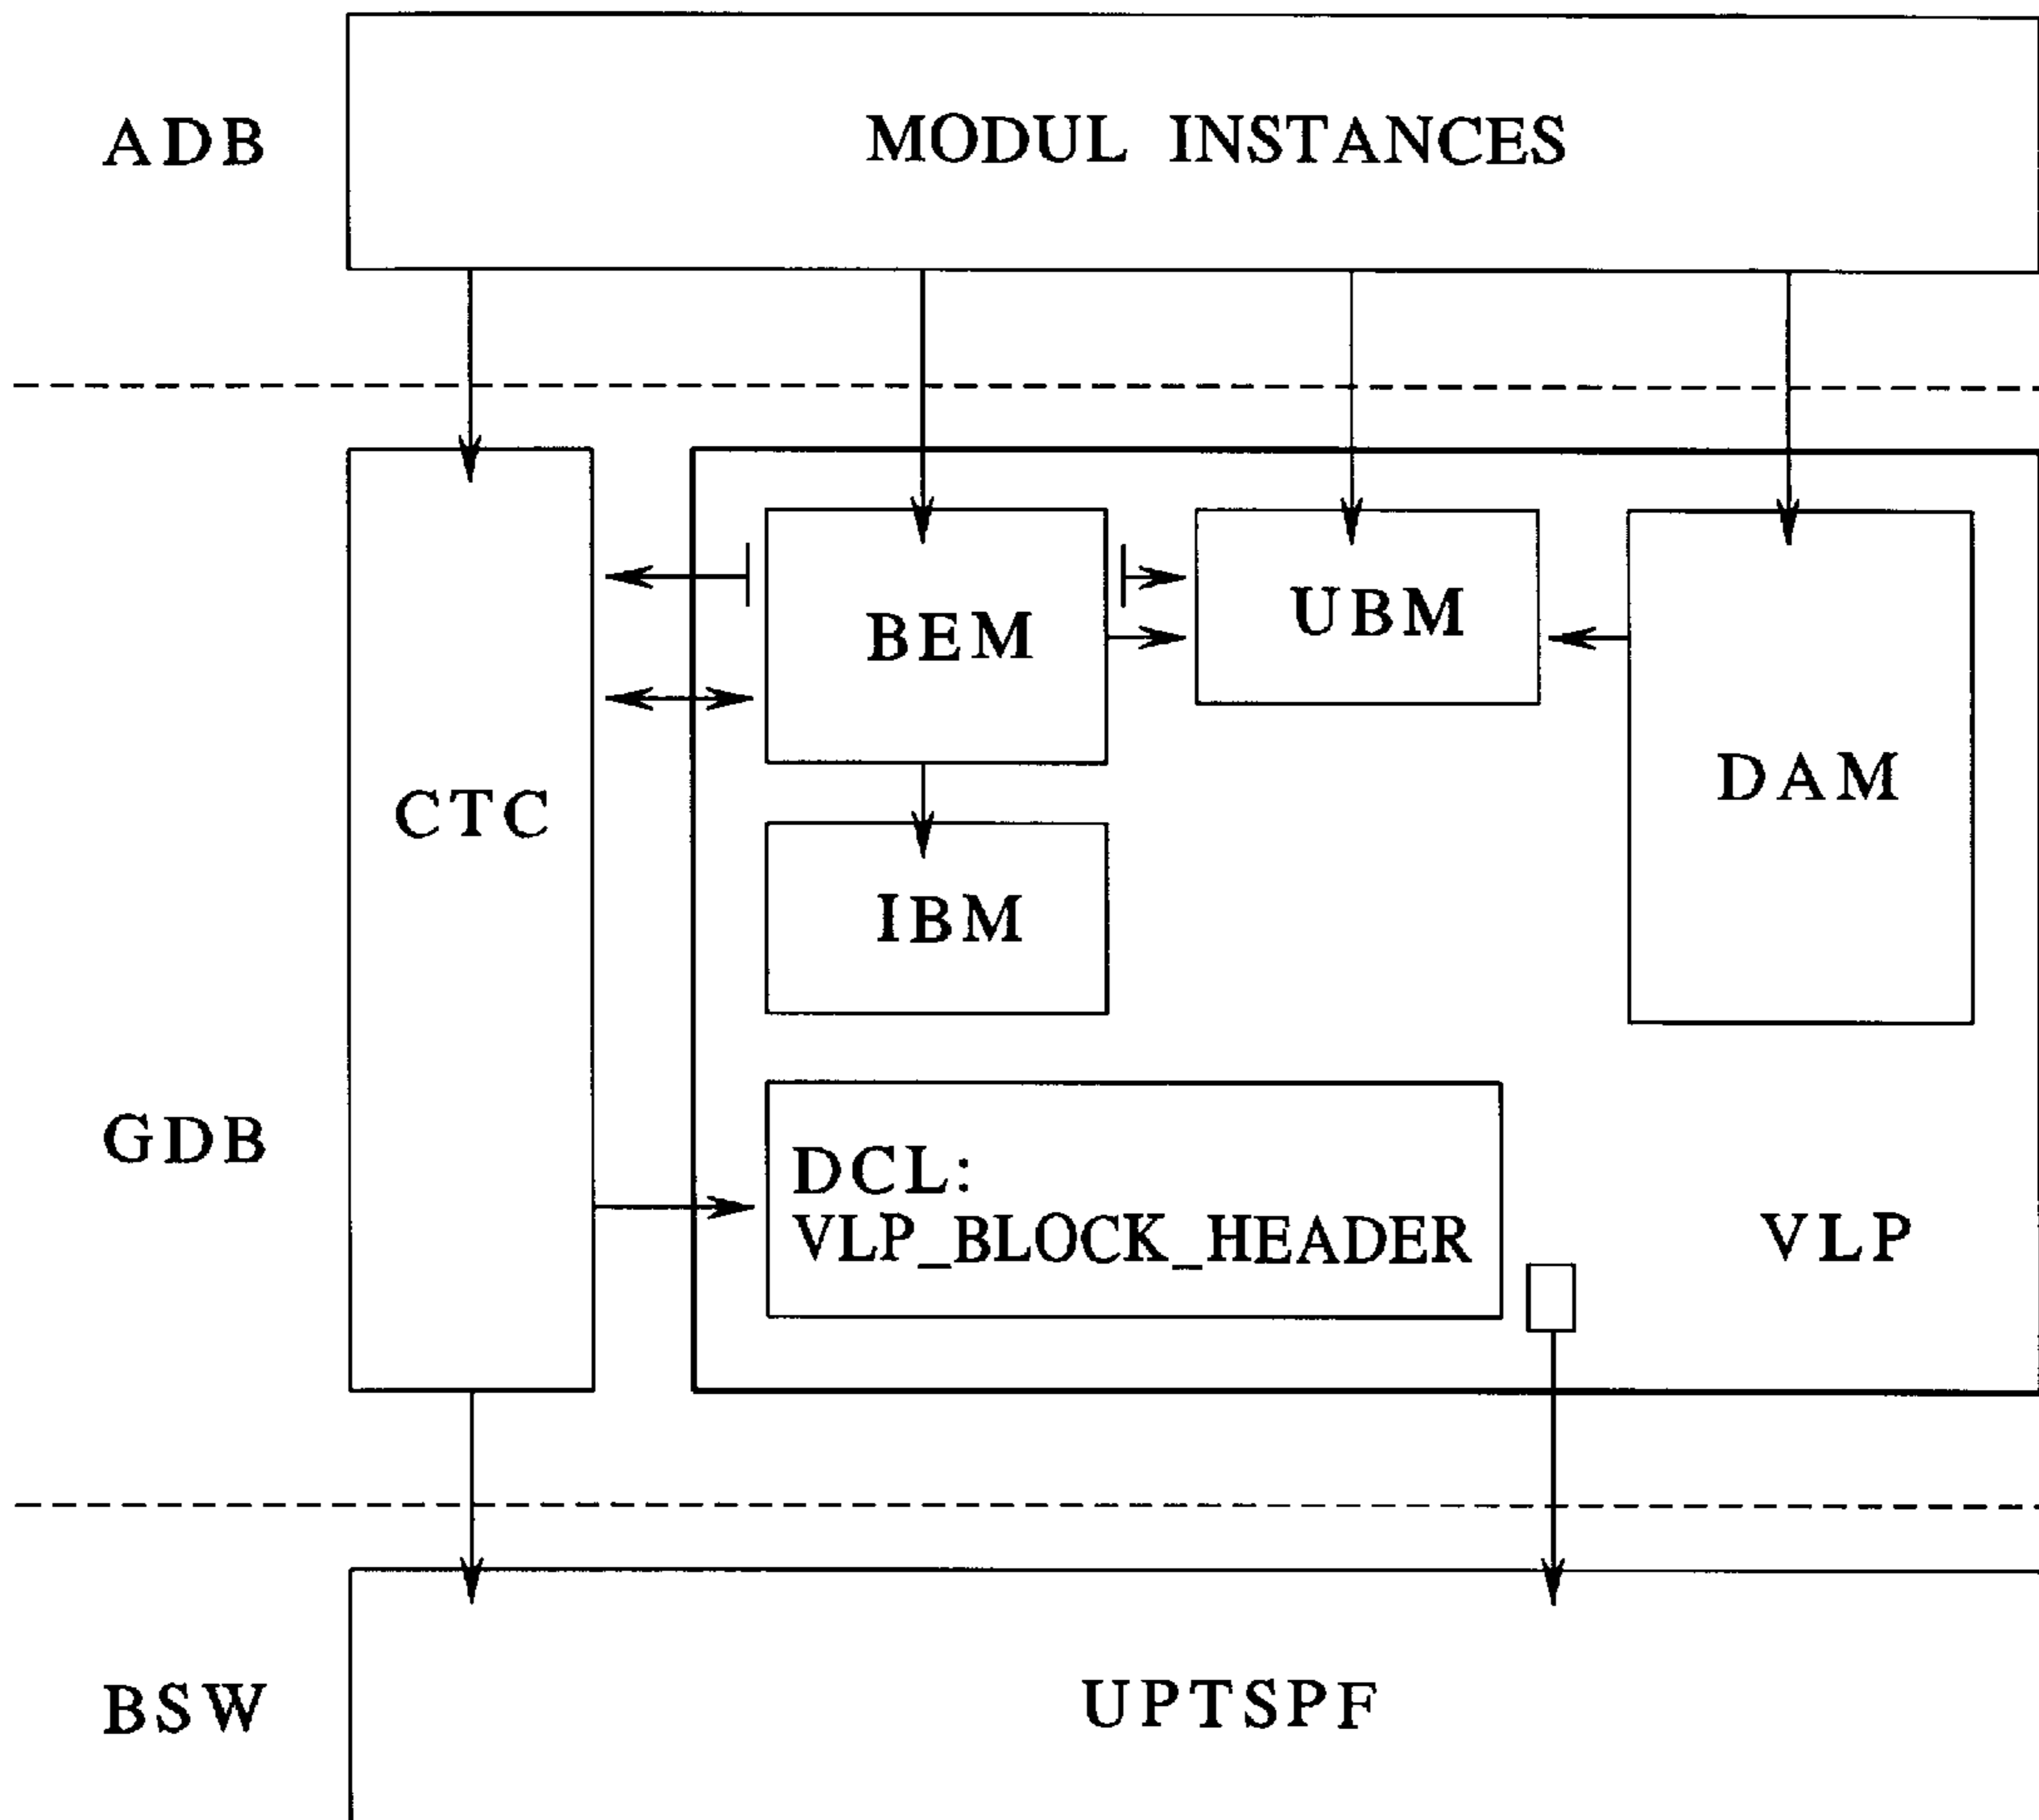 ADB
MODUL INSTANCES
BEM
UBM
DAM
CTC
IBM
GDB
DCL:
VLP_BLOCK_HEADER
VLP
BSW
UPTSPF